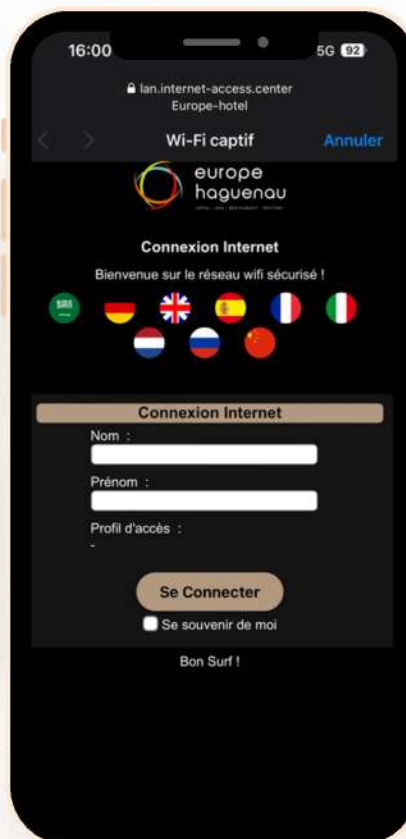 16:00
5G 92
lan.internet-access.center
Europe-hotel
Wi-Fi captif
Annuler
europe
haguenau
Connexion Internet
Bienvenue sur le réseau wifi sécurisé !
Connexion Internet
Nom :
Prénom :
Profil d'accès :
-
Se Connecter
Se souvenir de moi
Bon Surf !